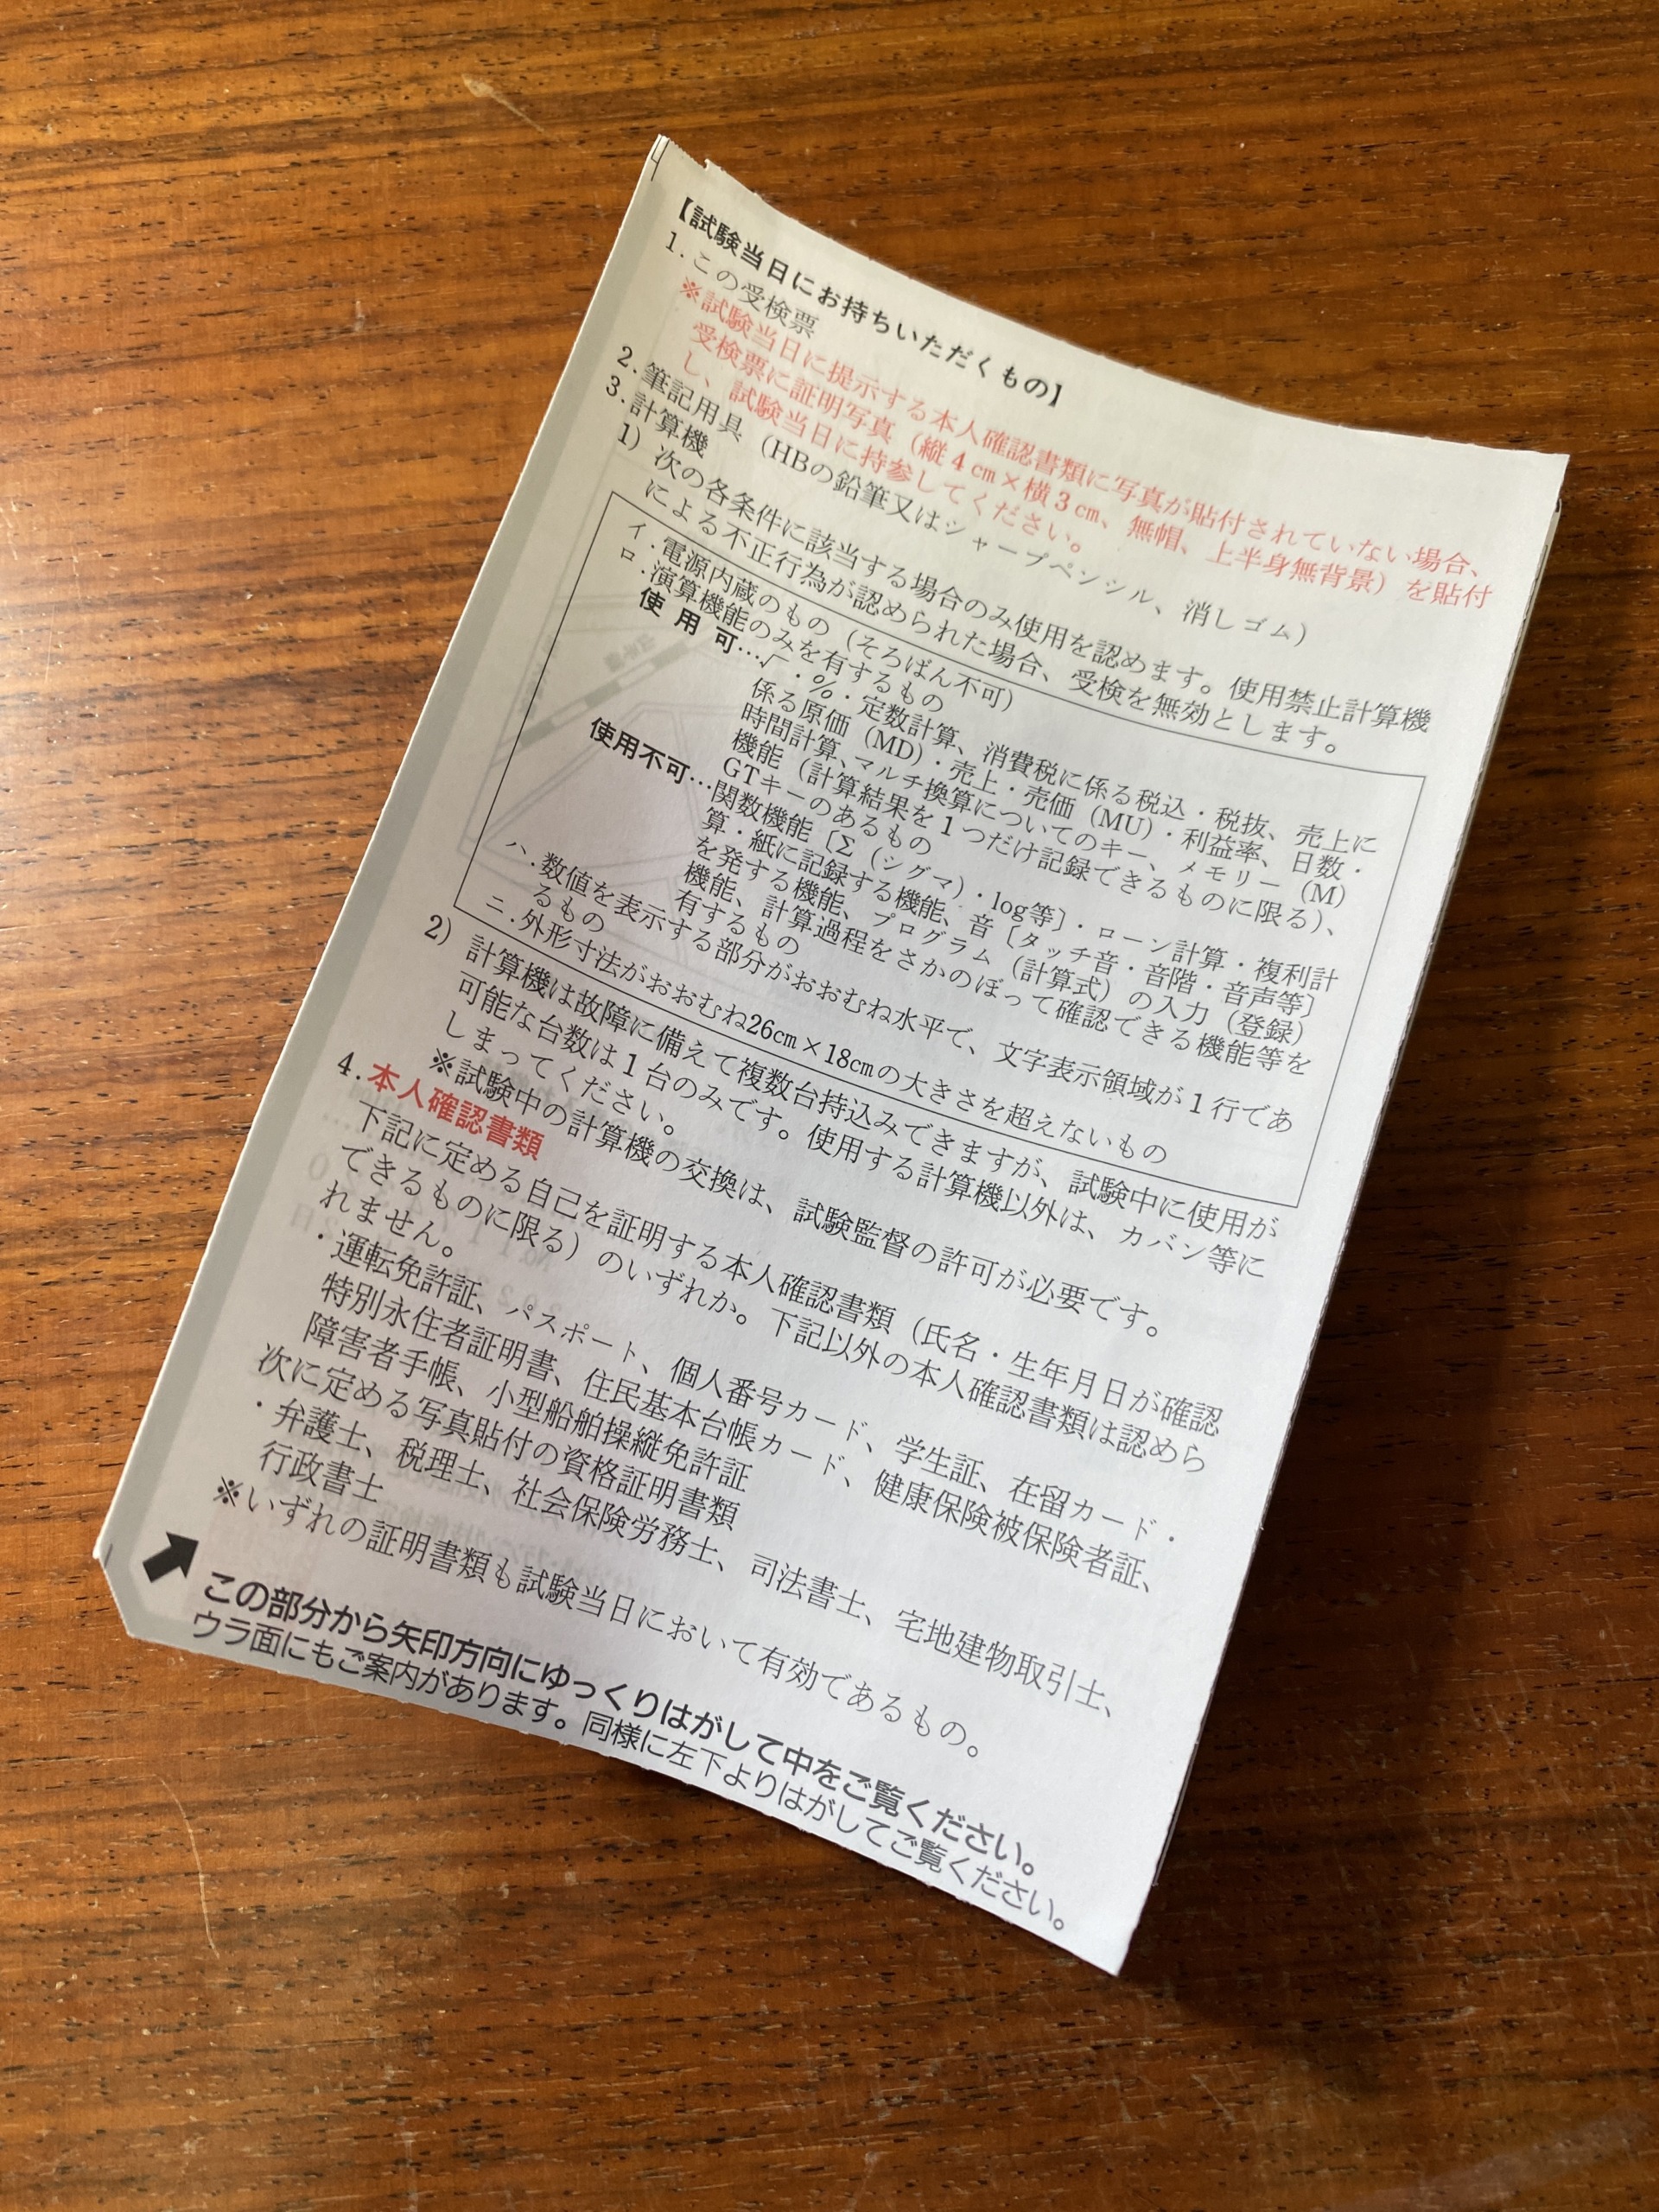 【試験当日にお持ちいただくもの】
1.この受検票
※試験当日に提示する本人確認書類に写真が貼付されていない場合、
受検票に証明写真（縦4cm×横3cm、無帽、上半身無背景）を貼付
し、試験当日に持参してください。
2.筆記用具（HBの鉛筆又はシャープペンシル、消しゴム）
3.計算機
1）次の各条件に該当する場合のみ使用を認めます。使用禁止計算機
による不正行為が認められた場合、受検を無効とします。
イ.電源内蔵のもの（そろばん不可）
ロ.演算機能のみを有するもの
使用可…√・％・定数計算、消費税に係る税込・税抜、売上に
係る原価（MD）・売上・売価（MU）・利益率、日数・
時間計算、マルチ換算についてのキー、メモリー（M）
機能（計算結果を1つだけ記録できるものに限る）、
GTキーのあるもの
使用不可…関数機能〔Σ（シグマ）・log等〕・ローン計算・複利計
算・紙に記録する機能、音〔タッチ音・音階・音声等〕
を発する機能、プログラム（計算式）の入力（登録）
機能、計算過程をさかのぼって確認できる機能等を
有するもの
ハ.数値を表示する部分がおおむね水平で、文字表示領域が1行であ
るもの
ニ.外形寸法がおおむね26cm×18cmの大きさを超えないもの
2）計算機は故障に備えて複数台持込みできますが、試験中に使用が
可能な台数は1台のみです。使用する計算機以外は、カバン等に
しまってください。
※試験中の計算機の交換は、試験監督の許可が必要です。
4.本人確認書類
下記に定める自己を証明する本人確認書類（氏名・生年月日が確認
できるものに限る）のいずれか。下記以外の本人確認書類は認めら
れません。
・運転免許証、パスポート、個人番号カード、学生証、在留カード・
特別永住者証明書、住民基本台帳カード、健康保険被保険者証、
障害者手帳、小型船舶操縦免許証
次に定める写真貼付の資格証明書類
・弁護士、税理士、社会保険労務士、司法書士、宅地建物取引士、
行政書士
※いずれの証明書類も試験当日において有効であるもの。
この部分から矢印方向にゆっくりはがして中をご覧ください。
ウラ面にもご案内があります。同様に左下よりはがしてご覧ください。